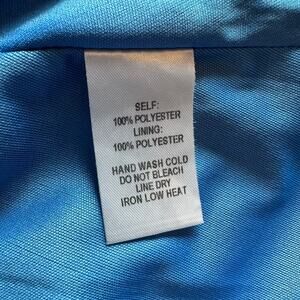 SELF:
100% POLYESTER
LINING:
100% POLYESTER
HAND WASH COLD
DO NOT BLEACH
LINE DRY
IRON LOW HEAT